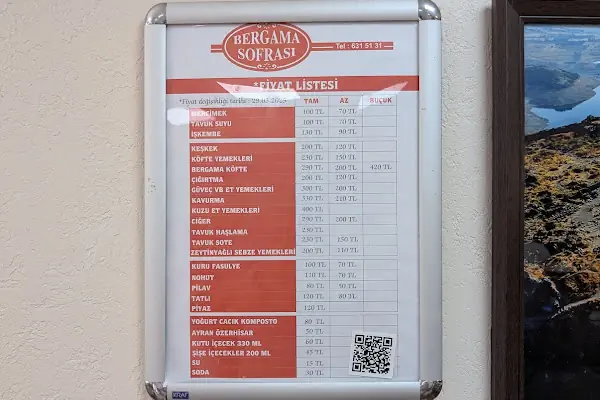 BERGAMA
SOFRASI
Tel : 631 51 31
*FİYAT LİSTESİ
*Fiyat değişikliği tarihi : TAM AZ BUÇUK
MERCİMEK 100 TL 70 TL
TAVUK SUYU 100 TL 70 TL
İŞKEMBE 130 TL 90 TL
KEŞKEK 200 TL 120 TL
KÖFTE YEMEKLERİ 230 TL 150 TL
BERGAMA KÖFTE 290 TL 200 TL 420 TL
ÇIĞIRTMA 200 TL 120 TL
GÜVEÇ VB ET YEMEKLERİ 300 TL 200 TL
KAVURMA 330 TL 210 TL
KUZU ET YEMEKLERİ 400 TL
CİĞER 290 TL 200 TL
TAVUK HAŞLAMA 230 TL
TAVUK SOTE 230 TL 150 TL
ZEYTİNYAĞLI SEBZE YEMEKLERİ 200 TL 210 TL
KURU FASULYE 100 TL 70 TL
NOHUT 120 TL 70 TL
PİLAV 80 TL 50 TL
TATLI 120 TL 80 TL
PİYAZ 120 TL
YOĞURT CACIK KOMPOSTO 80 TL
AYRAN ÖZERHİSAR 50 TL
KUTU İÇECEK 330 ML 60 TL
ŞİŞE İÇECEKLER 200 ML 45 TL
SU 15 TL
SODA 30 TL